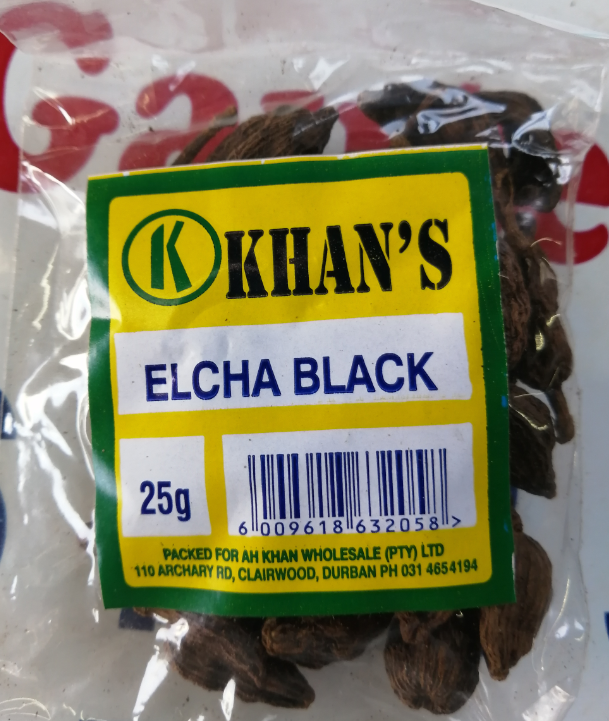 K KHAN'S
ELCHA BLACK
25g
6 009618 632058 >
PACKED FOR AH KHAN WHOLESALE (PTY) LTD
110 ARCHARY RD, CLAIRWOOD, DURBAN PH 031 4654194